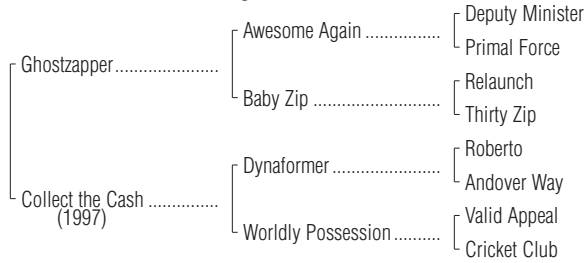 Deputy Minister
Awesome Again ................
Primal Force
Ghostzapper.....................
Relaunch
Baby Zip ...........................
Thirty Zip
Roberto
Dynaformer ......................
Andover Way
Collect the Cash ...............
(1997)
Valid Appeal
Worldly Possession..........
Cricket Club